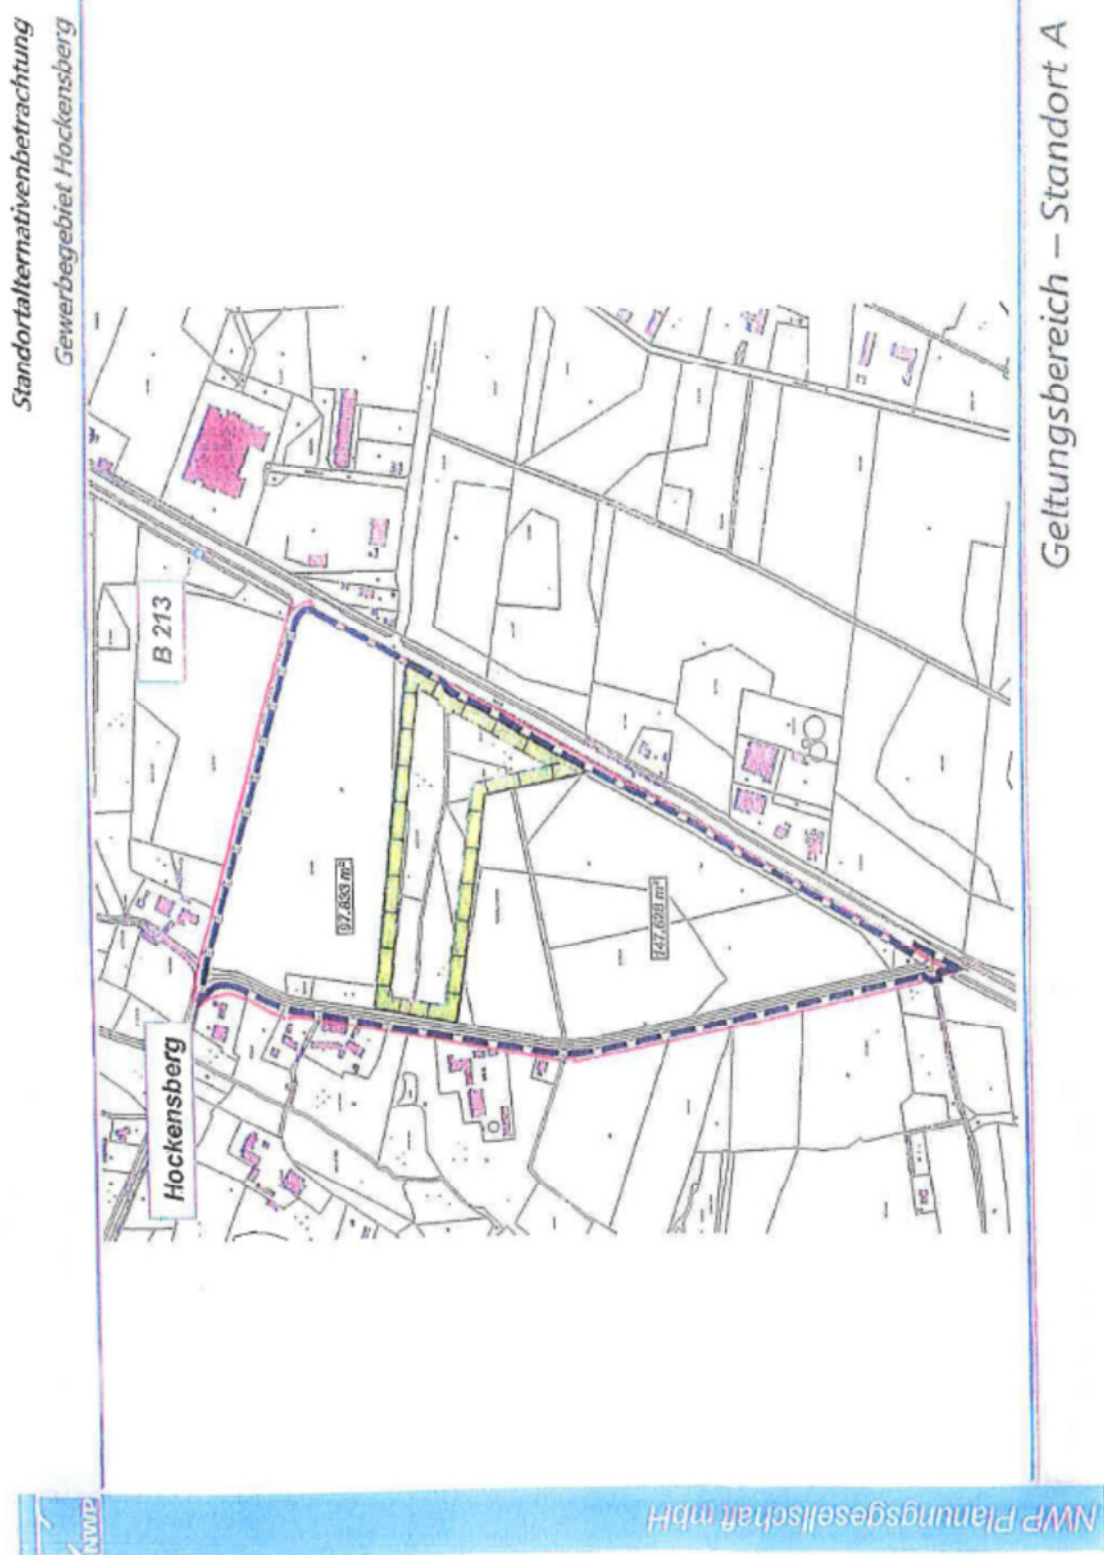 Standortalternativenbetrachtung
Gewerbegebiet Hockensberg
B 213
Hockensberg
97.833 m²
147.628 m²
Geltungsbereich – Standort A
NWP
NWP Planungsgesellschaft mbH